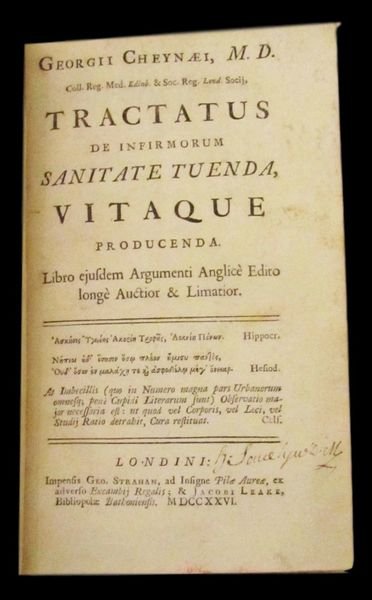 GEORGII CHEYNÆI, M. D.
Coll. Reg. Med. Edinb. & Soc. Reg. Lond. Socij,
TRACTATUS
DE INFIRMORUM
SANITATE TUENDA,
VITAQUE
PRODUCENDA.
Libro ejusdem Argumenti Anglicè Edito
longè Auctior & Limatior.
Hippocr.
Hesiod.
At Imbecillis (quo in Numero magna pars Urbanorum
omnesq; penè Cupidi Literarum sunt) Observatio ma-
jor necessaria est: ut quod vel Corporis, vel Loci, vel
Studij Ratio detrahit, Cura restituat. Cels.
LONDINI:
Impensis GEO. STRAHAN, ad Insigne Pilæ Aureæ, ex
adverso Excambij Regalis; & JACOBI LEAKE,
Bibliopolæ Bathoniensis. MDCCXXVI.